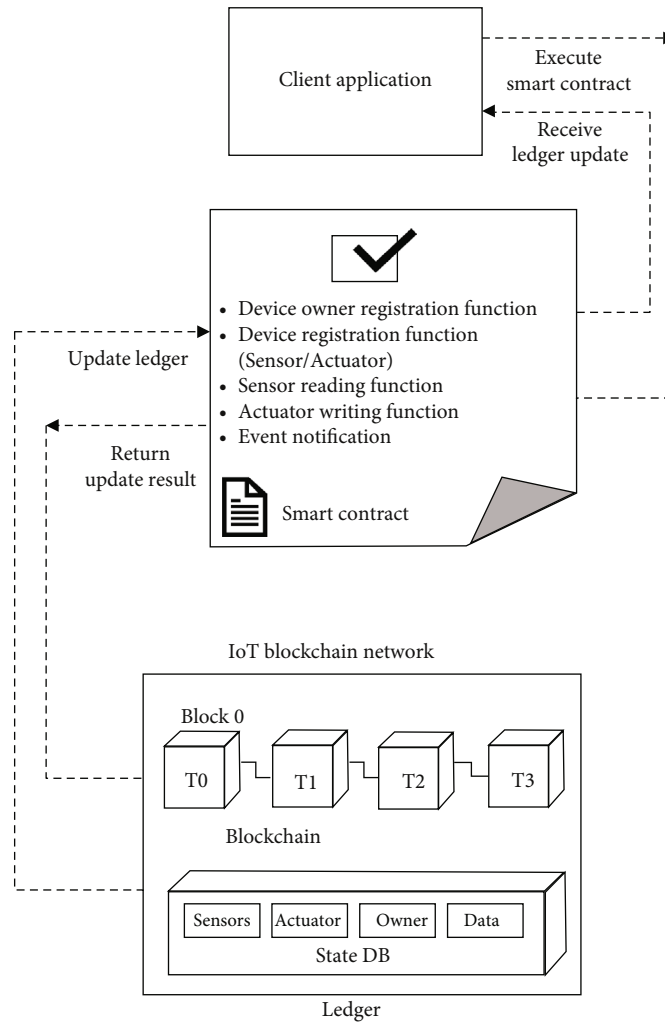 Client application
Execute
smart contract
Receive
ledger update
• Device owner registration function
• Device registration function
(Sensor/Actuator)
• Sensor reading function
• Actuator writing function
• Event notification
Update ledger
Return
update result
Smart contract
IoT blockchain network
Block 0
T0
T1
T2
T3
Blockchain
Sensors
Actuator
Owner
Data
State DB
Ledger